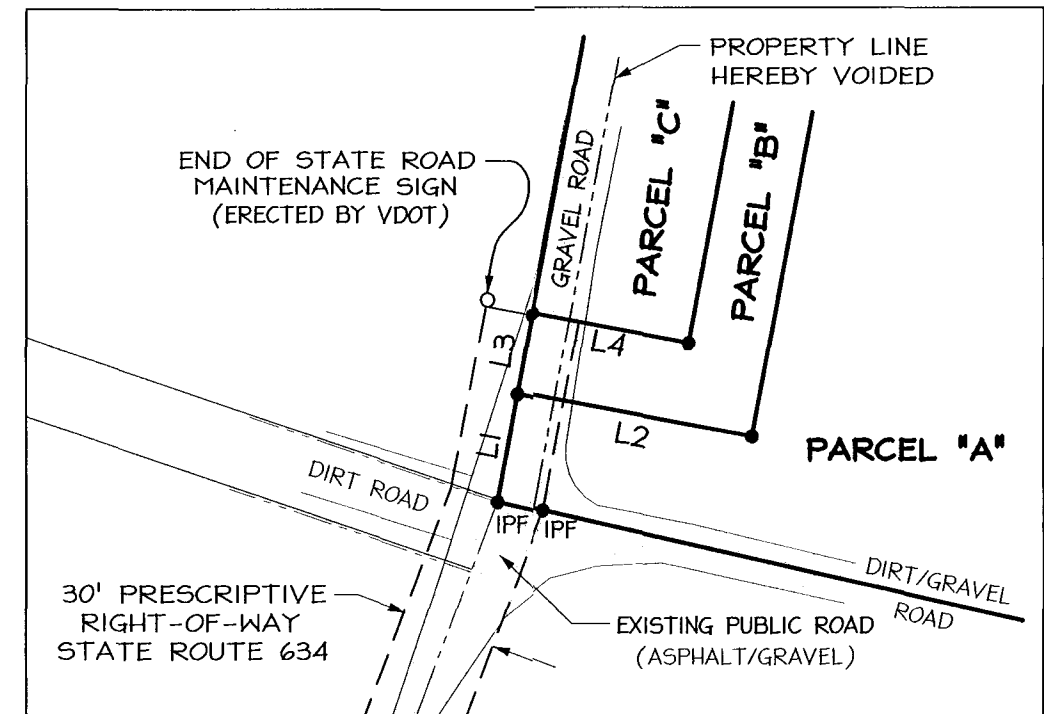 PROPERTY LINE
HEREBY VOIDED
END OF STATE ROAD
MAINTENANCE SIGN
(ERECTED BY VDOT)
GRAVEL ROAD
PARCEL "C"
PARCEL "B"
L3
L4
L1
L2
PARCEL "A"
DIRT ROAD
IPF
IPF
DIRT/GRAVEL
ROAD
30' PRESCRIPTIVE
RIGHT-OF-WAY
STATE ROUTE 634
EXISTING PUBLIC ROAD
(ASPHALT/GRAVEL)